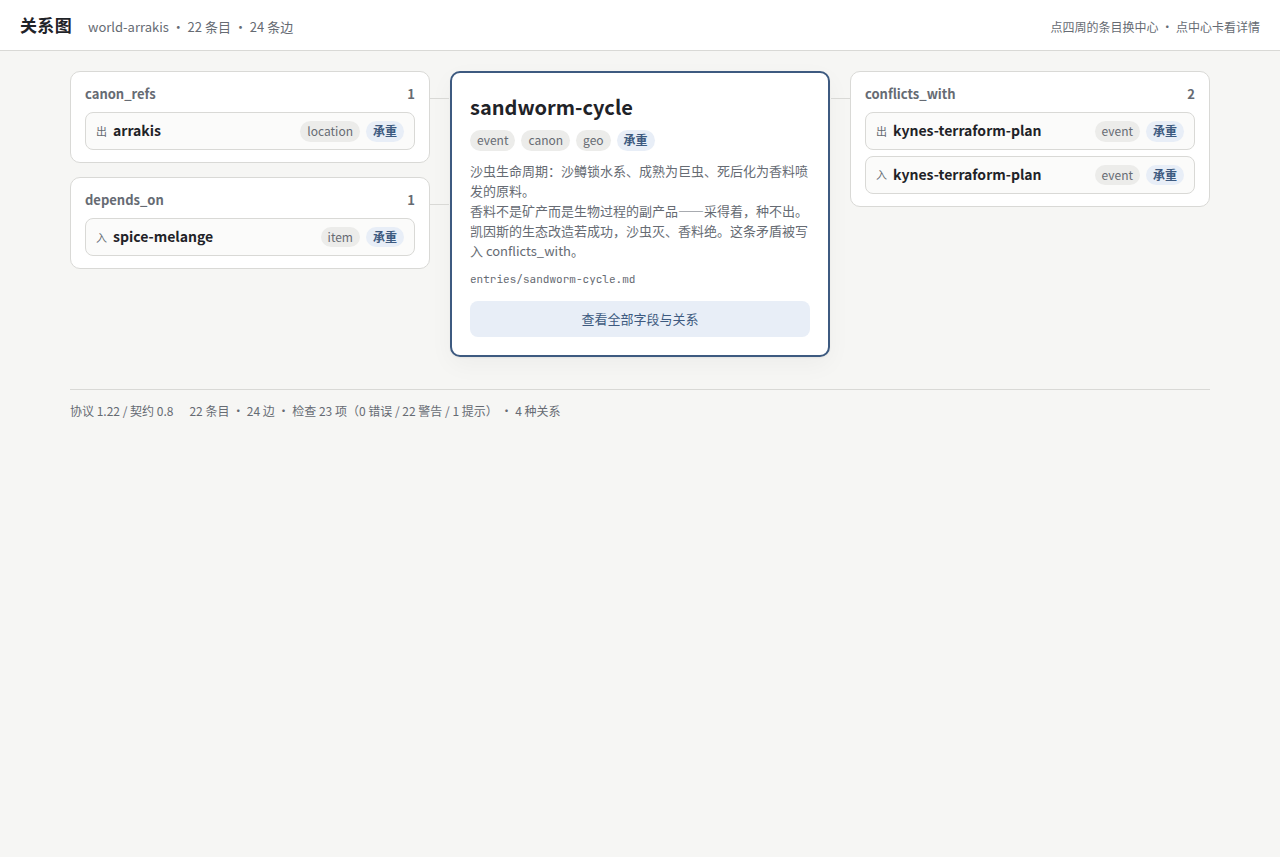 关系图 world-arrakis · 22 条目 · 24 条边 点四周的条目换中心 · 点中心卡看详情
canon_refs 1
出 arrakis location 承重
depends_on 1
入 spice-melange item 承重
sandworm-cycle
event canon geo 承重
沙虫生命周期：沙鳟锁水系、成熟为巨虫、死后化为香料喷
发的原料。
香料不是矿产而是生物过程的副产品——采得着，种不出。
凯因斯的生态改造若成功，沙虫灭、香料绝。这条矛盾被写
入 conflicts_with。
entries/sandworm-cycle.md
查看全部字段与关系
conflicts_with 2
出 kynes-terraform-plan event 承重
入 kynes-terraform-plan event 承重
协议 1.22 / 契约 0.8 22 条目 · 24 边 · 检查 23 项（0 错误 / 22 警告 / 1 提示） · 4 种关系